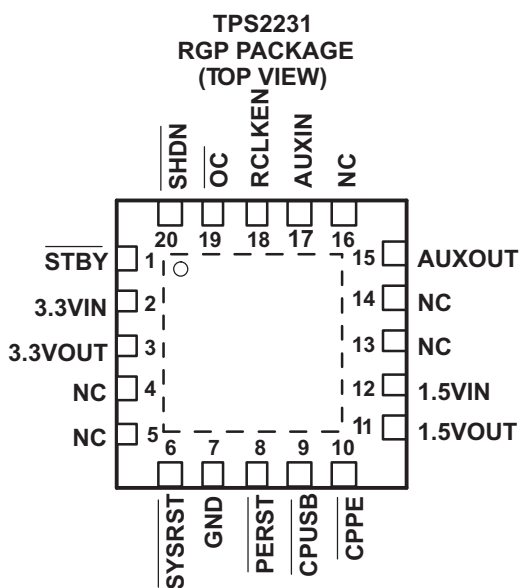 TPS2231
RGP PACKAGE
(TOP VIEW)
SHDN
OC
RCLKEN
AUXIN
NC
20 19 18 17 16
STBY 1
3.3VIN 2
3.3VOUT 3
NC 4
NC 5
15 AUXOUT
14 NC
13 NC
12 1.5VIN
11 1.5VOUT
6 7 8 9 10
SYSRST
GND
PERST
CPUSB
CPPE